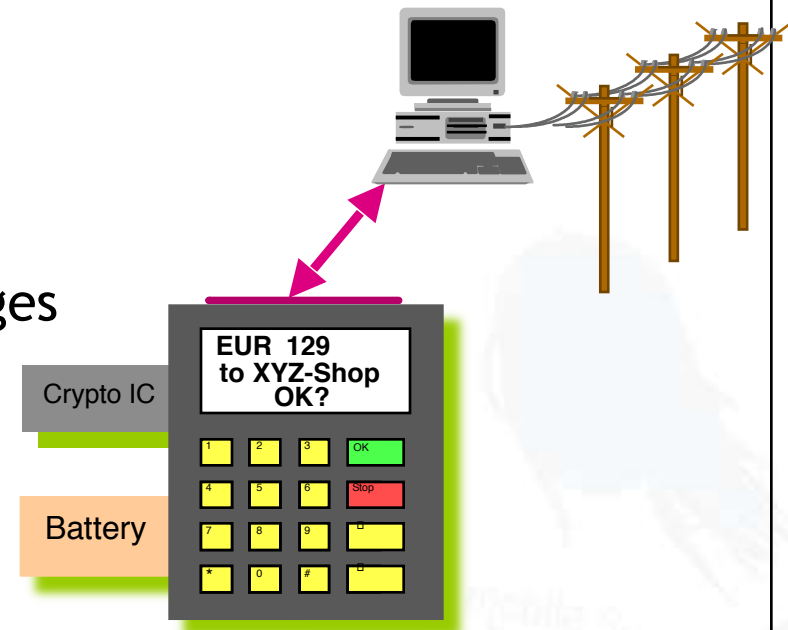 ges
EUR 129
to XYZ-Shop
OK?
Crypto IC
Battery
1 2 3 OK
4 5 6 Stop
7 8 9
* 0 #